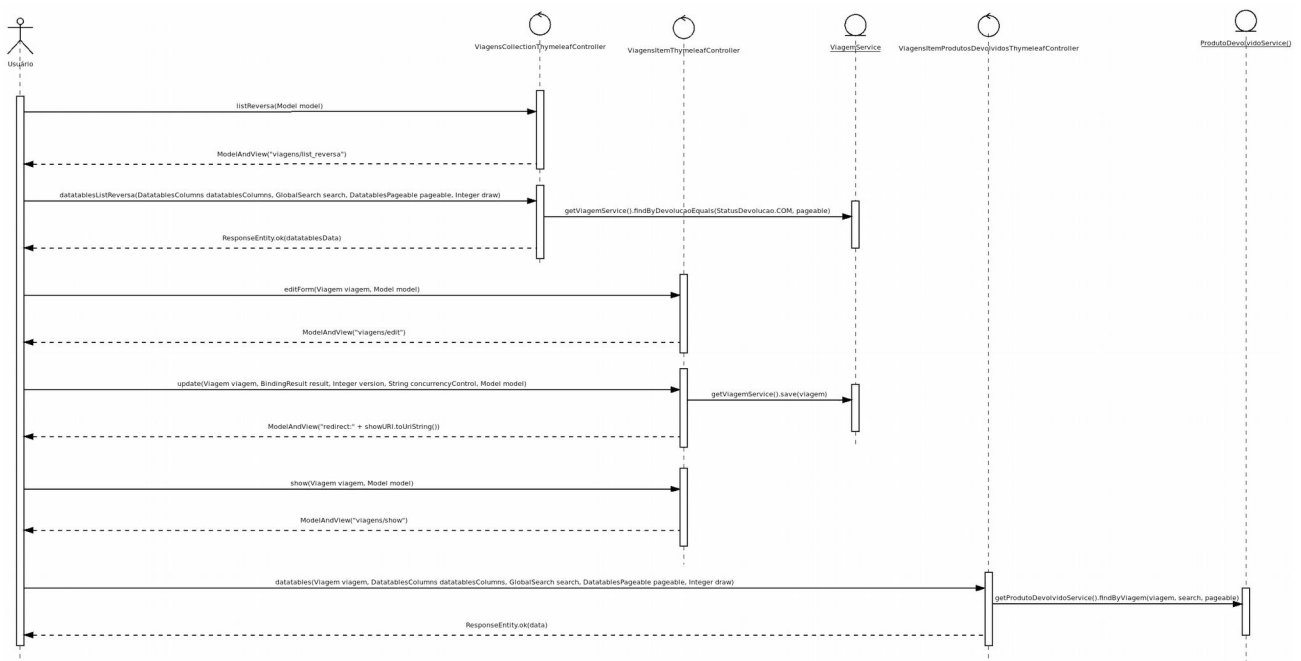 Usuário
ViagensCollectionThymeleafController
ViagensItemThymeleafController
ViagemService
ViagensItemProdutosDevolvidosThymeleafController
ProdutoDevolvidoService()
listReversa(Model model)
ModelAndView("viagens/list_reversa")
datatablesListReversa(DatatablesColumns datatablesColumns, GlobalSearch search, DatatablesPageable pageable, Integer draw)
getViagemService().findByDevolucaoEquals(StatusDevolucao.COM, pageable)
ResponseEntity.ok(datatablesData)
editForm(Viagem viagem, Model model)
ModelAndView("viagens/edit")
update(Viagem viagem, BindingResult result, Integer version, String concurrencyControl, Model model)
getViagemService().save(viagem)
ModelAndView("redirect:" + showURI.toUriString())
show(Viagem viagem, Model model)
ModelAndView("viagens/show")
datatables(Viagem viagem, DatatablesColumns datatablesColumns, GlobalSearch search, DatatablesPageable pageable, Integer draw)
getProdutoDevolvidoService().findByViagem(viagem, search, pageable)
ResponseEntity.ok(data)